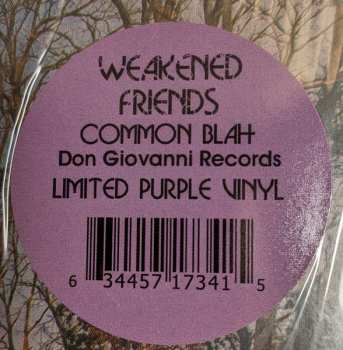 WEAKENED
FRIENDS
COMMON BLAH
Don Giovanni Records
LIMITED PURPLE VINYL
6 34457 17341 5